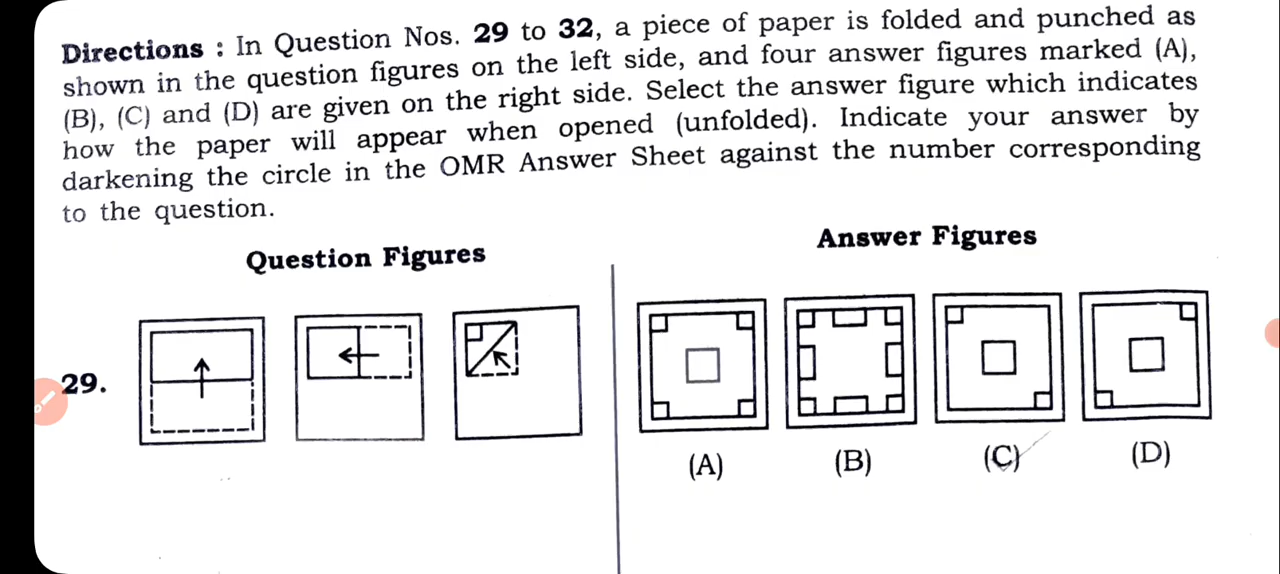 Directions : In Question Nos. 29 to 32, a piece of paper is folded and punched as
shown in the question figures on the left side, and four answer figures marked (A),
(B), (C) and (D) are given on the right side. Select the answer figure which indicates
how the paper will appear when opened (unfolded). Indicate your answer by
darkening the circle in the OMR Answer Sheet against the number corresponding
to the question.
Question Figures
Answer Figures
29.
(A)
(B)
(C)
(D)